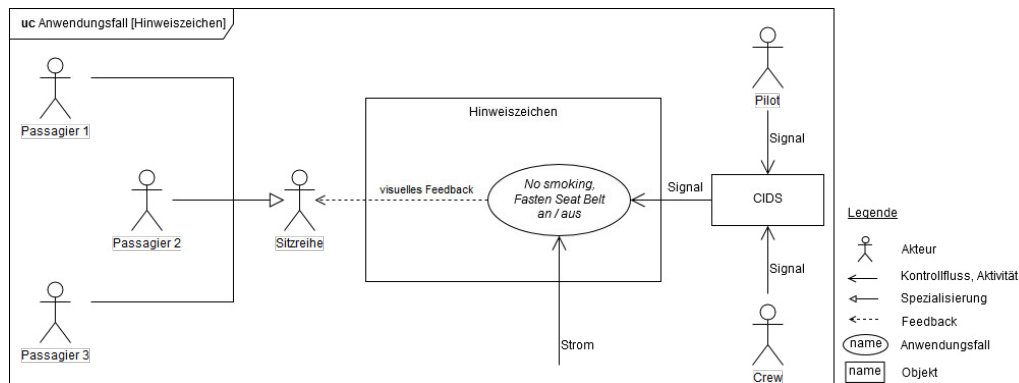 uc Anwendungsfall [Hinweiszeichen]
Passagier 1
Passagier 2
Passagier 3
Sitzreihe
visuelles Feedback
Hinweiszeichen
No smoking,
Fasten Seat Belt
an / aus
Strom
Signal
Pilot
Signal
CIDS
Signal
Crew
Legende
Akteur
Kontrollfluss, Aktivität
Spezialisierung
Feedback
name Anwendungsfall
name Objekt